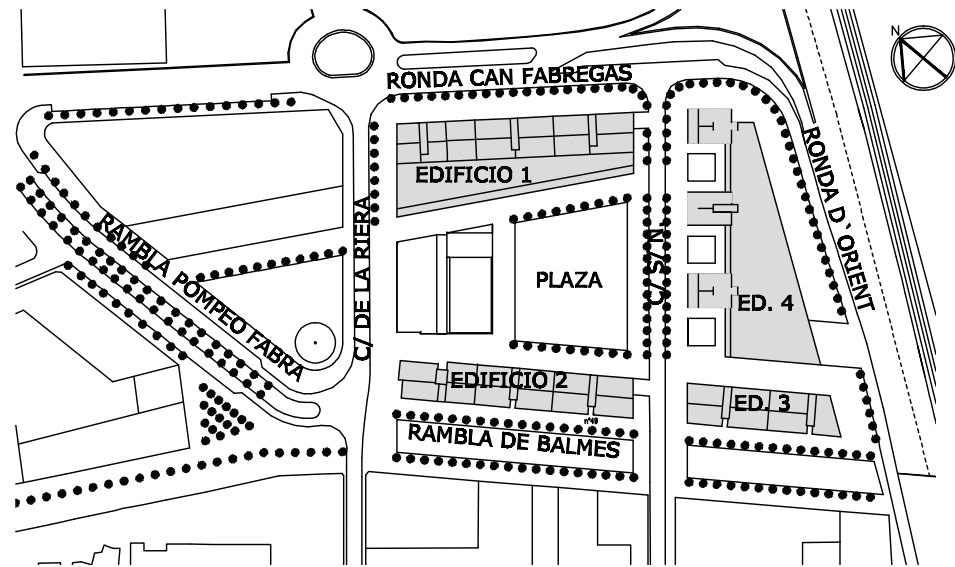 N
RONDA CAN FABREGAS
EDIFICIO 1
RONDA D`ORIENT
RAMBLA POMPEO FABRA
C/ DE LA RIERA
C/ S/N.
PLAZA
ED. 4
EDIFICIO 2
ED. 3
nº49
RAMBLA DE BALMES